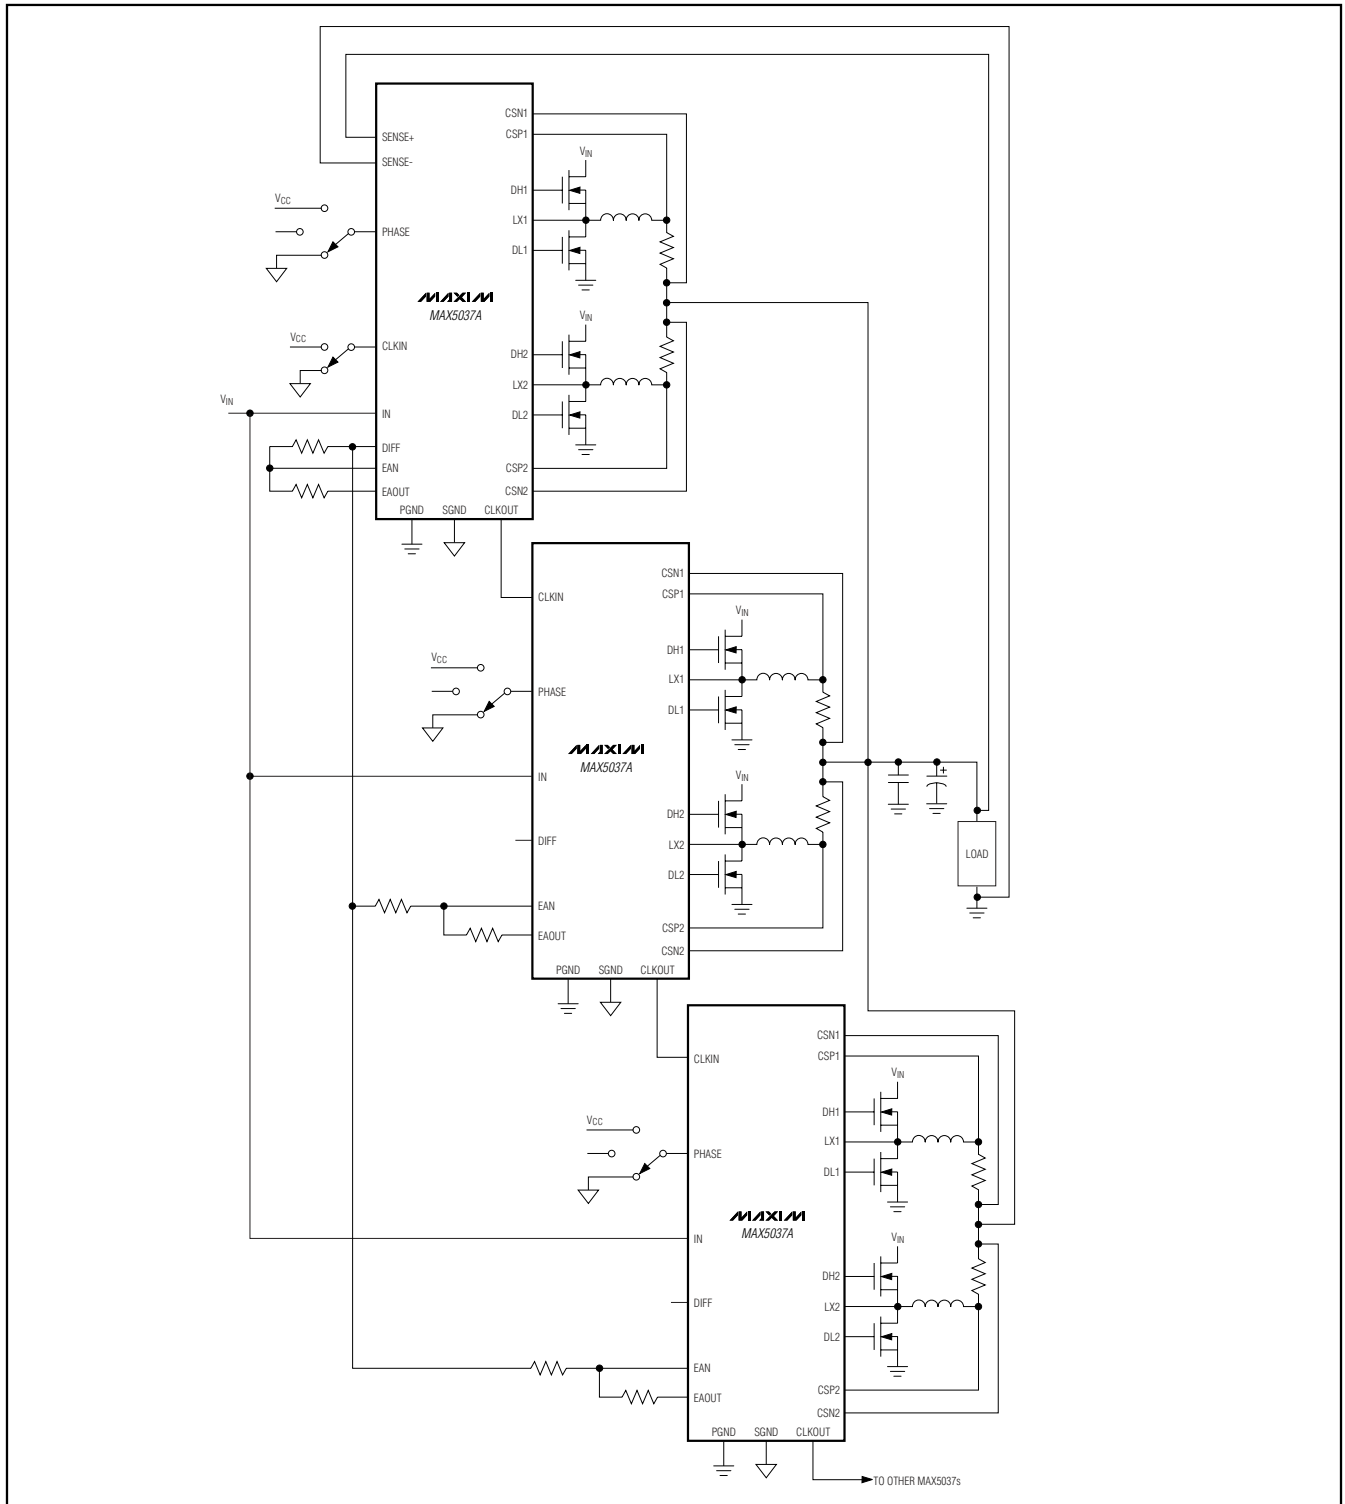 SENSE+
SENSE-
VCC
PHASE
VCC
CLKIN
VIN
IN
DIFF
EAN
EAOUT
PGND SGND CLKOUT
MAXIM
MAX5037A
CSN1
CSP1
VIN
DH1
LX1
DL1
VIN
DH2
LX2
DL2
CSP2
CSN2
CLKIN
VCC
PHASE
IN
DIFF
EAN
EAOUT
PGND SGND CLKOUT
MAXIM
MAX5037A
CSN1
CSP1
VIN
DH1
LX1
DL1
VIN
DH2
LX2
DL2
CSP2
CSN2
+
LOAD
CLKIN
VCC
PHASE
IN
DIFF
EAN
EAOUT
PGND SGND CLKOUT
MAXIM
MAX5037A
CSN1
CSP1
VIN
DH1
LX1
DL1
VIN
DH2
LX2
DL2
CSP2
CSN2
TO OTHER MAX5037s